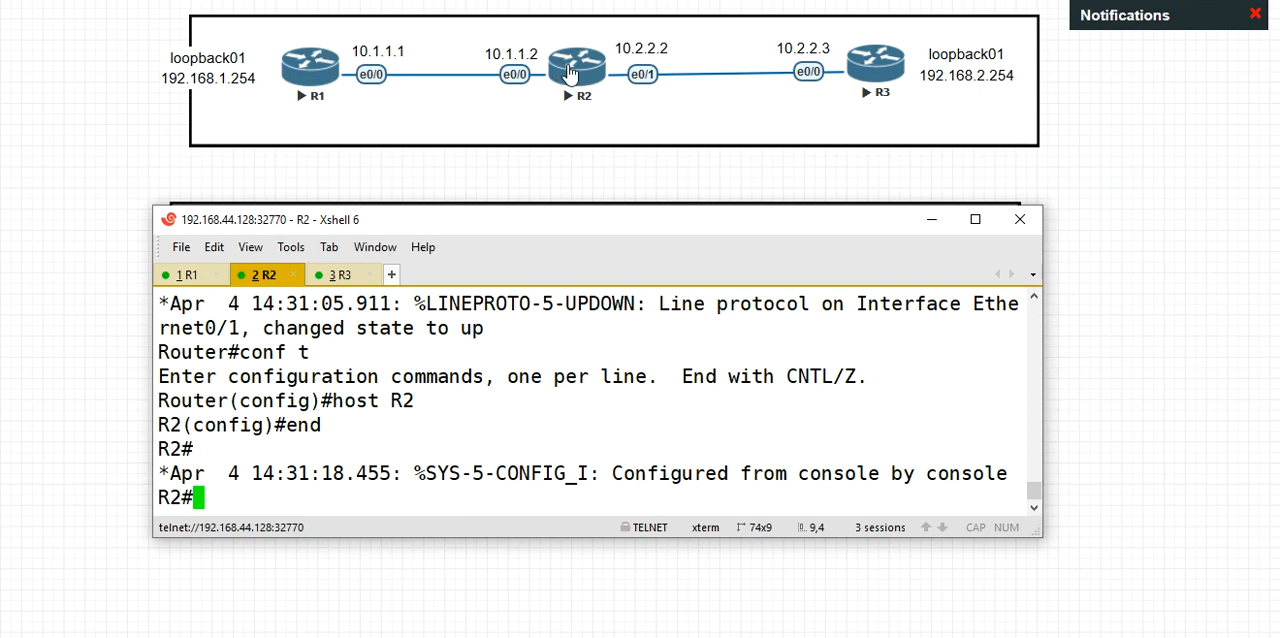 Notifications
loopback01
192.168.1.254
10.1.1.1
e0/0
R1
10.1.1.2
e0/0
R2
10.2.2.2
e0/1
10.2.2.3
e0/0
R3
loopback01
192.168.2.254
192.168.44.128:32770 - R2 - Xshell 6
File Edit View Tools Tab Window Help
1 R1 2 R2 3 R3 +
*Apr  4 14:31:05.911: %LINEPROTO-5-UPDOWN: Line protocol on Interface Ethe
rnet0/1, changed state to up
Router#conf t
Enter configuration commands, one per line.  End with CNTL/Z.
Router(config)#host R2
R2(config)#end
R2#
*Apr  4 14:31:18.455: %SYS-5-CONFIG_I: Configured from console by console
R2#
telnet://192.168.44.128:32770 TELNET xterm 74x9 9,4 3 sessions CAP NUM